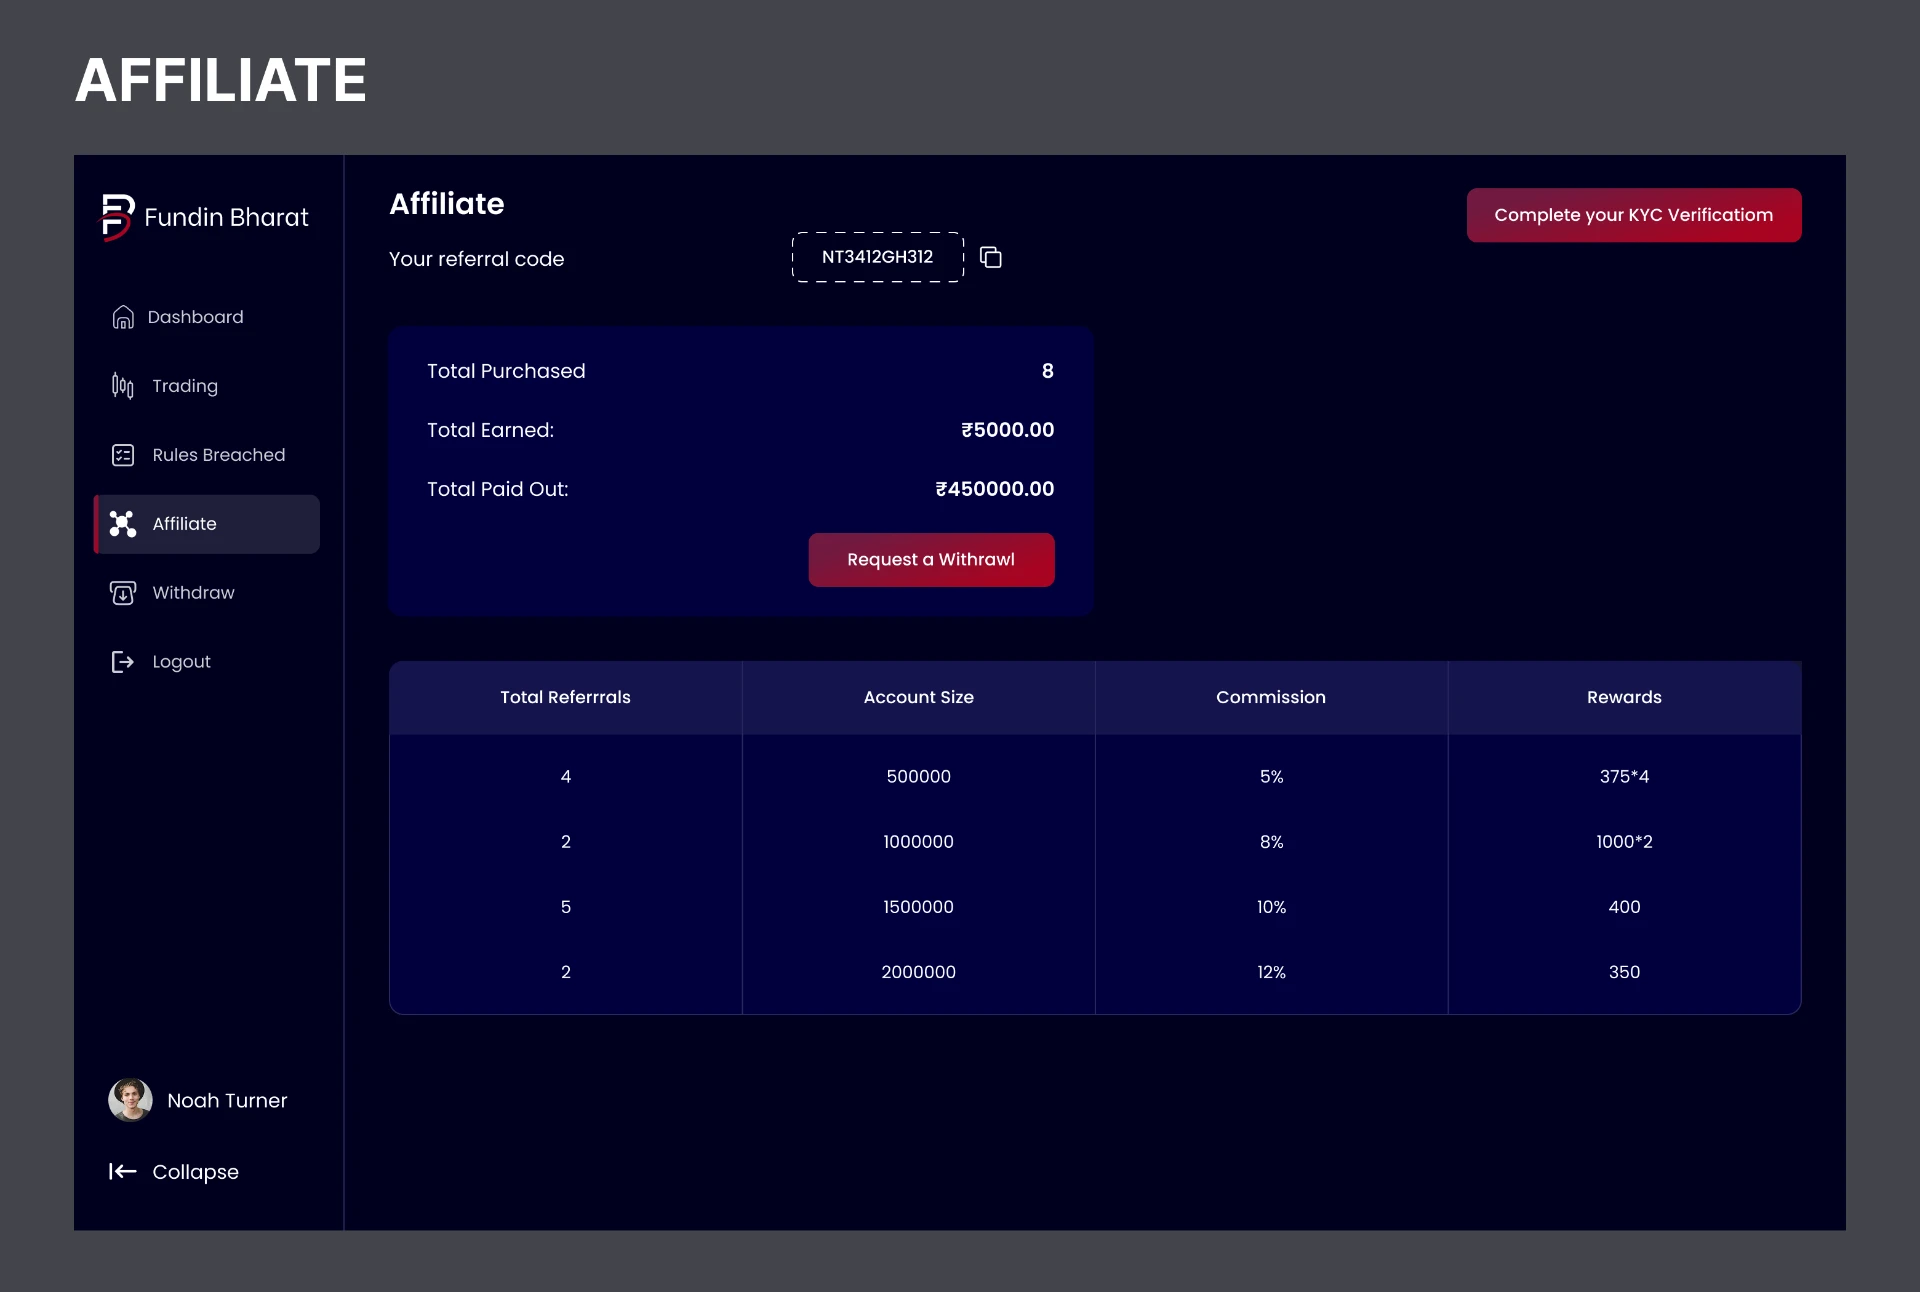 AFFILIATE
Fundin Bharat
Dashboard
Trading
Rules Breached
Affiliate
Withdraw
Logout
Noah Turner
Collapse
Affiliate
Complete your KYC Verificatiom
Your referral code
NT3412GH312
Total Purchased 8
Total Earned: ₹5000.00
Total Paid Out: ₹450000.00
Request a Withrawl
Total Referrrals Account Size Commission Rewards
4 500000 5% 375*4
2 1000000 8% 1000*2
5 1500000 10% 400
2 2000000 12% 350